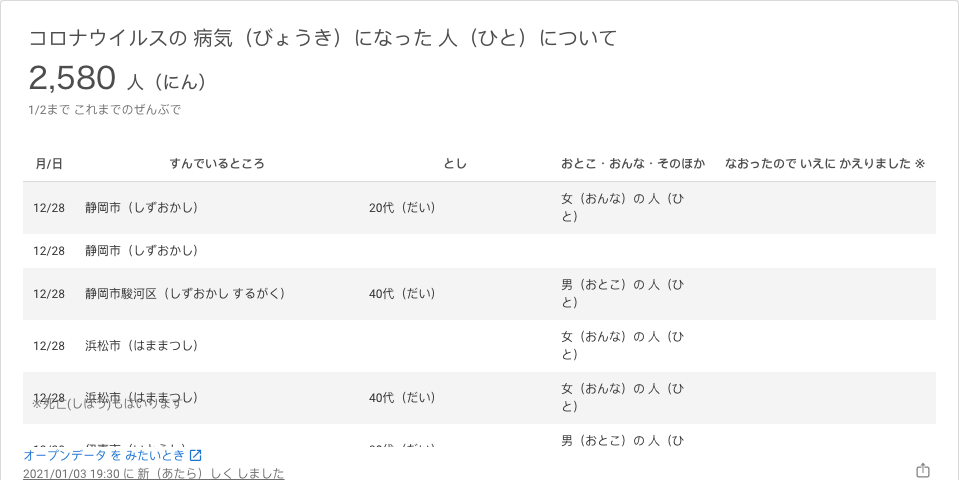 コロナウイルスの 病気（びょうき）になった 人（ひと）について
2,580 人（にん）
1/2まで これまでのぜんぶで
月/日 すんでいるところ とし おとこ・おんな・そのほか なおったので いえに かえりました ※
12/28 静岡市（しずおかし） 20代（だい） 女（おんな）の 人（ひ
と）
12/28 静岡市（しずおかし）
12/28 静岡市駿河区（しずおかし するがく） 40代（だい） 男（おとこ）の 人（ひ
と）
12/28 浜松市（はままつし） 女（おんな）の 人（ひ
と）
12/28 浜松市（はままつし） 40代（だい） 女（おんな）の 人（ひ
と）
※死亡(しぼう)もはいります
男（おとこ）の 人（ひ
オープンデータ を みたいとき
2021/01/03 19:30 に 新（あたら）しく しました